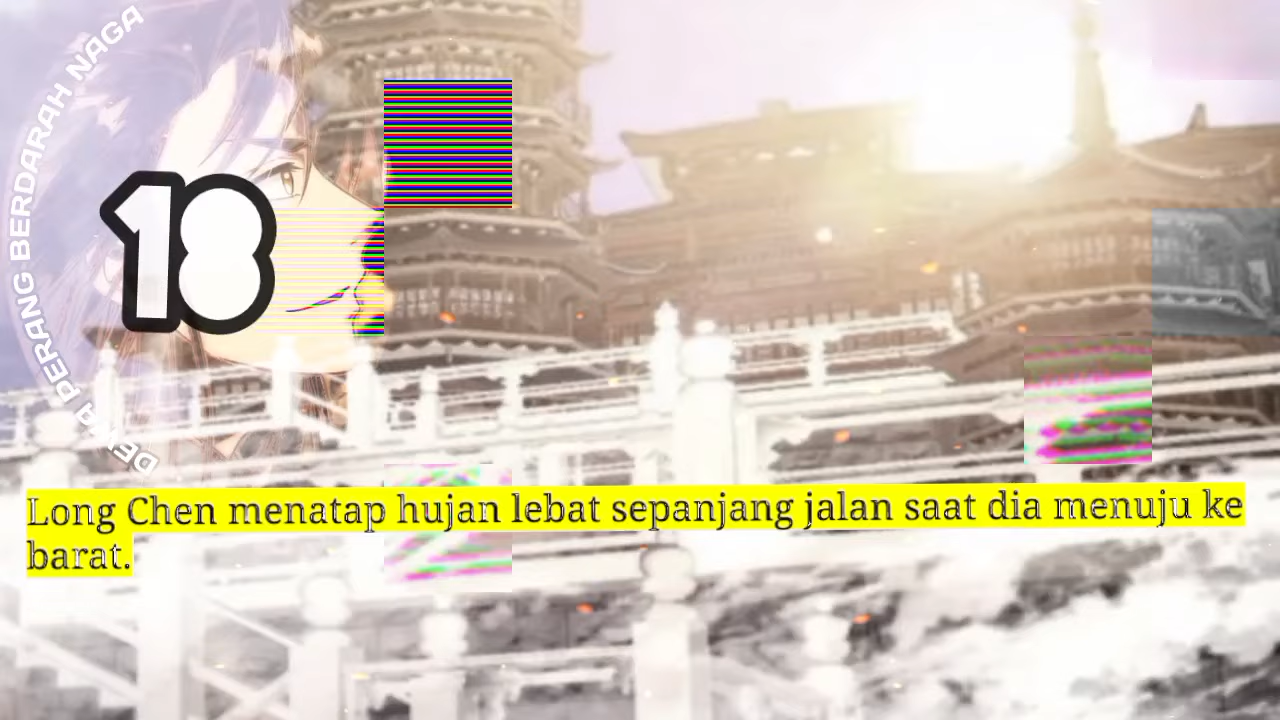 DEWA PERANG BERDARAH NAGA
18
Long Chen menatap hujan lebat sepanjang jalan saat dia menuju ke
barat.